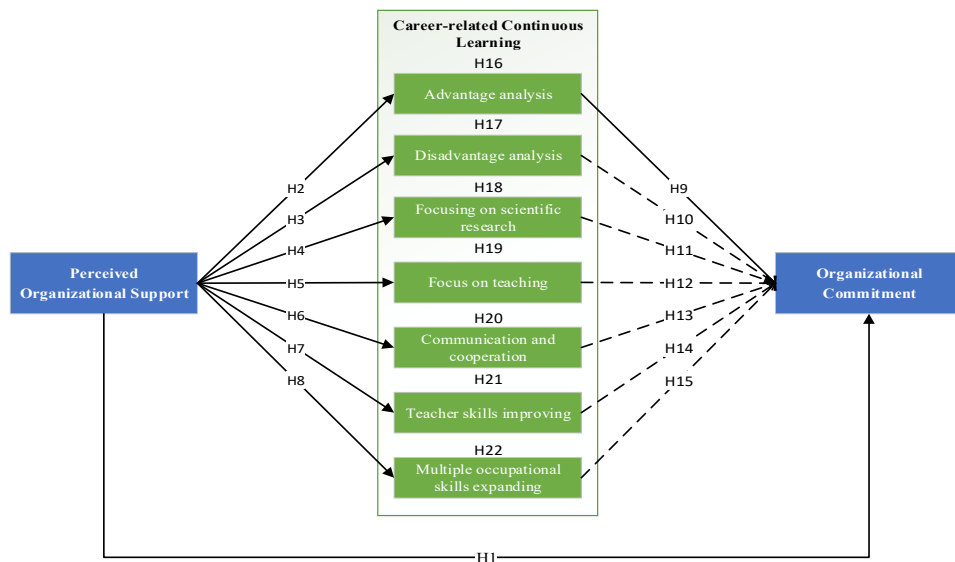 Career-related Continuous
Learning
H16
Advantage analysis
H17
Disadvantage analysis
H18
Focusing on scientific
research
H19
Focus on teaching
H20
Communication and
cooperation
H21
Teacher skills improving
H22
Multiple occupational
skills expanding
Perceived
Organizational Support
H2
H3
H4
H5
H6
H7
H8
H9
H10
H11
H12
H13
H14
H15
Organizational
Commitment
H1